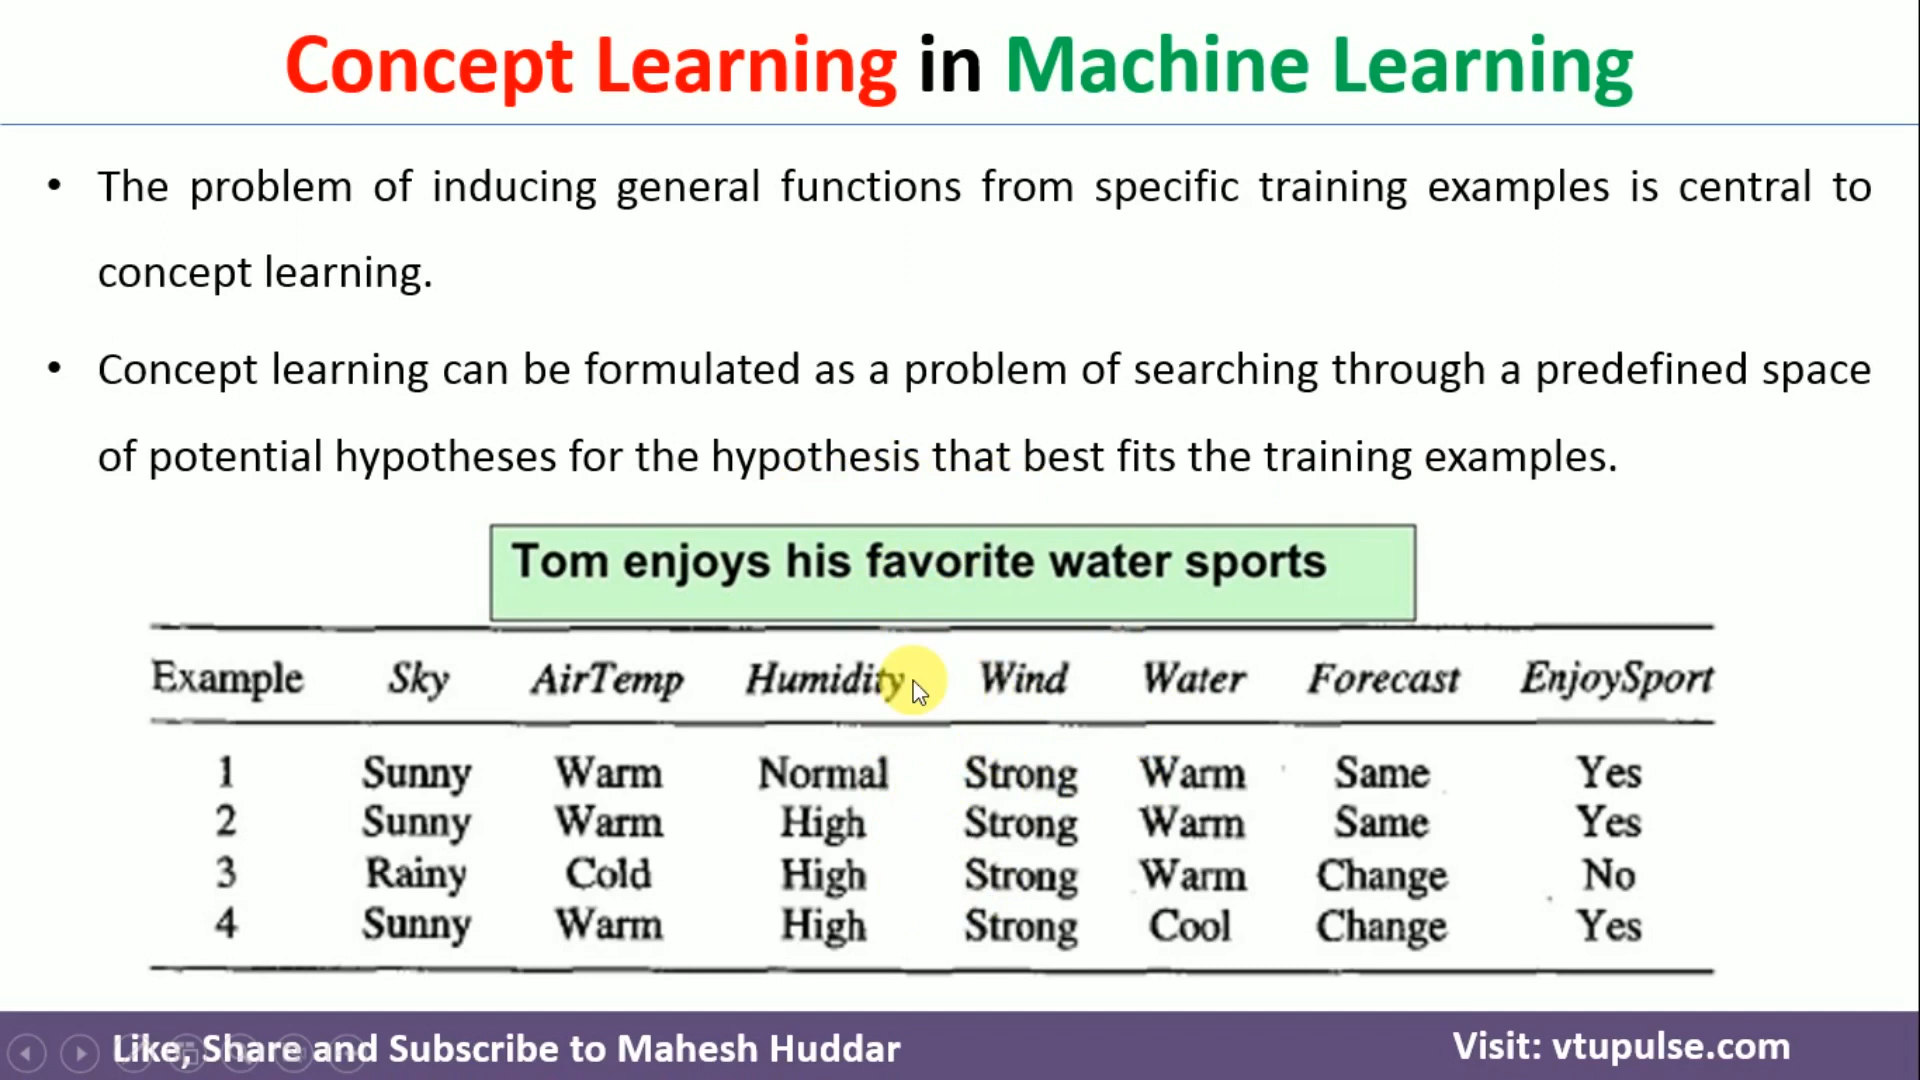 Concept Learning in Machine Learning
• The problem of inducing general functions from specific training examples is central to
concept learning.
• Concept learning can be formulated as a problem of searching through a predefined space
of potential hypotheses for the hypothesis that best fits the training examples.
Tom enjoys his favorite water sports
Example Sky AirTemp Humidity Wind Water Forecast EnjoySport
1 Sunny Warm Normal Strong Warm Same Yes
2 Sunny Warm High Strong Warm Same Yes
3 Rainy Cold High Strong Warm Change No
4 Sunny Warm High Strong Cool Change Yes
Like, Share and Subscribe to Mahesh Huddar Visit: vtupulse.com